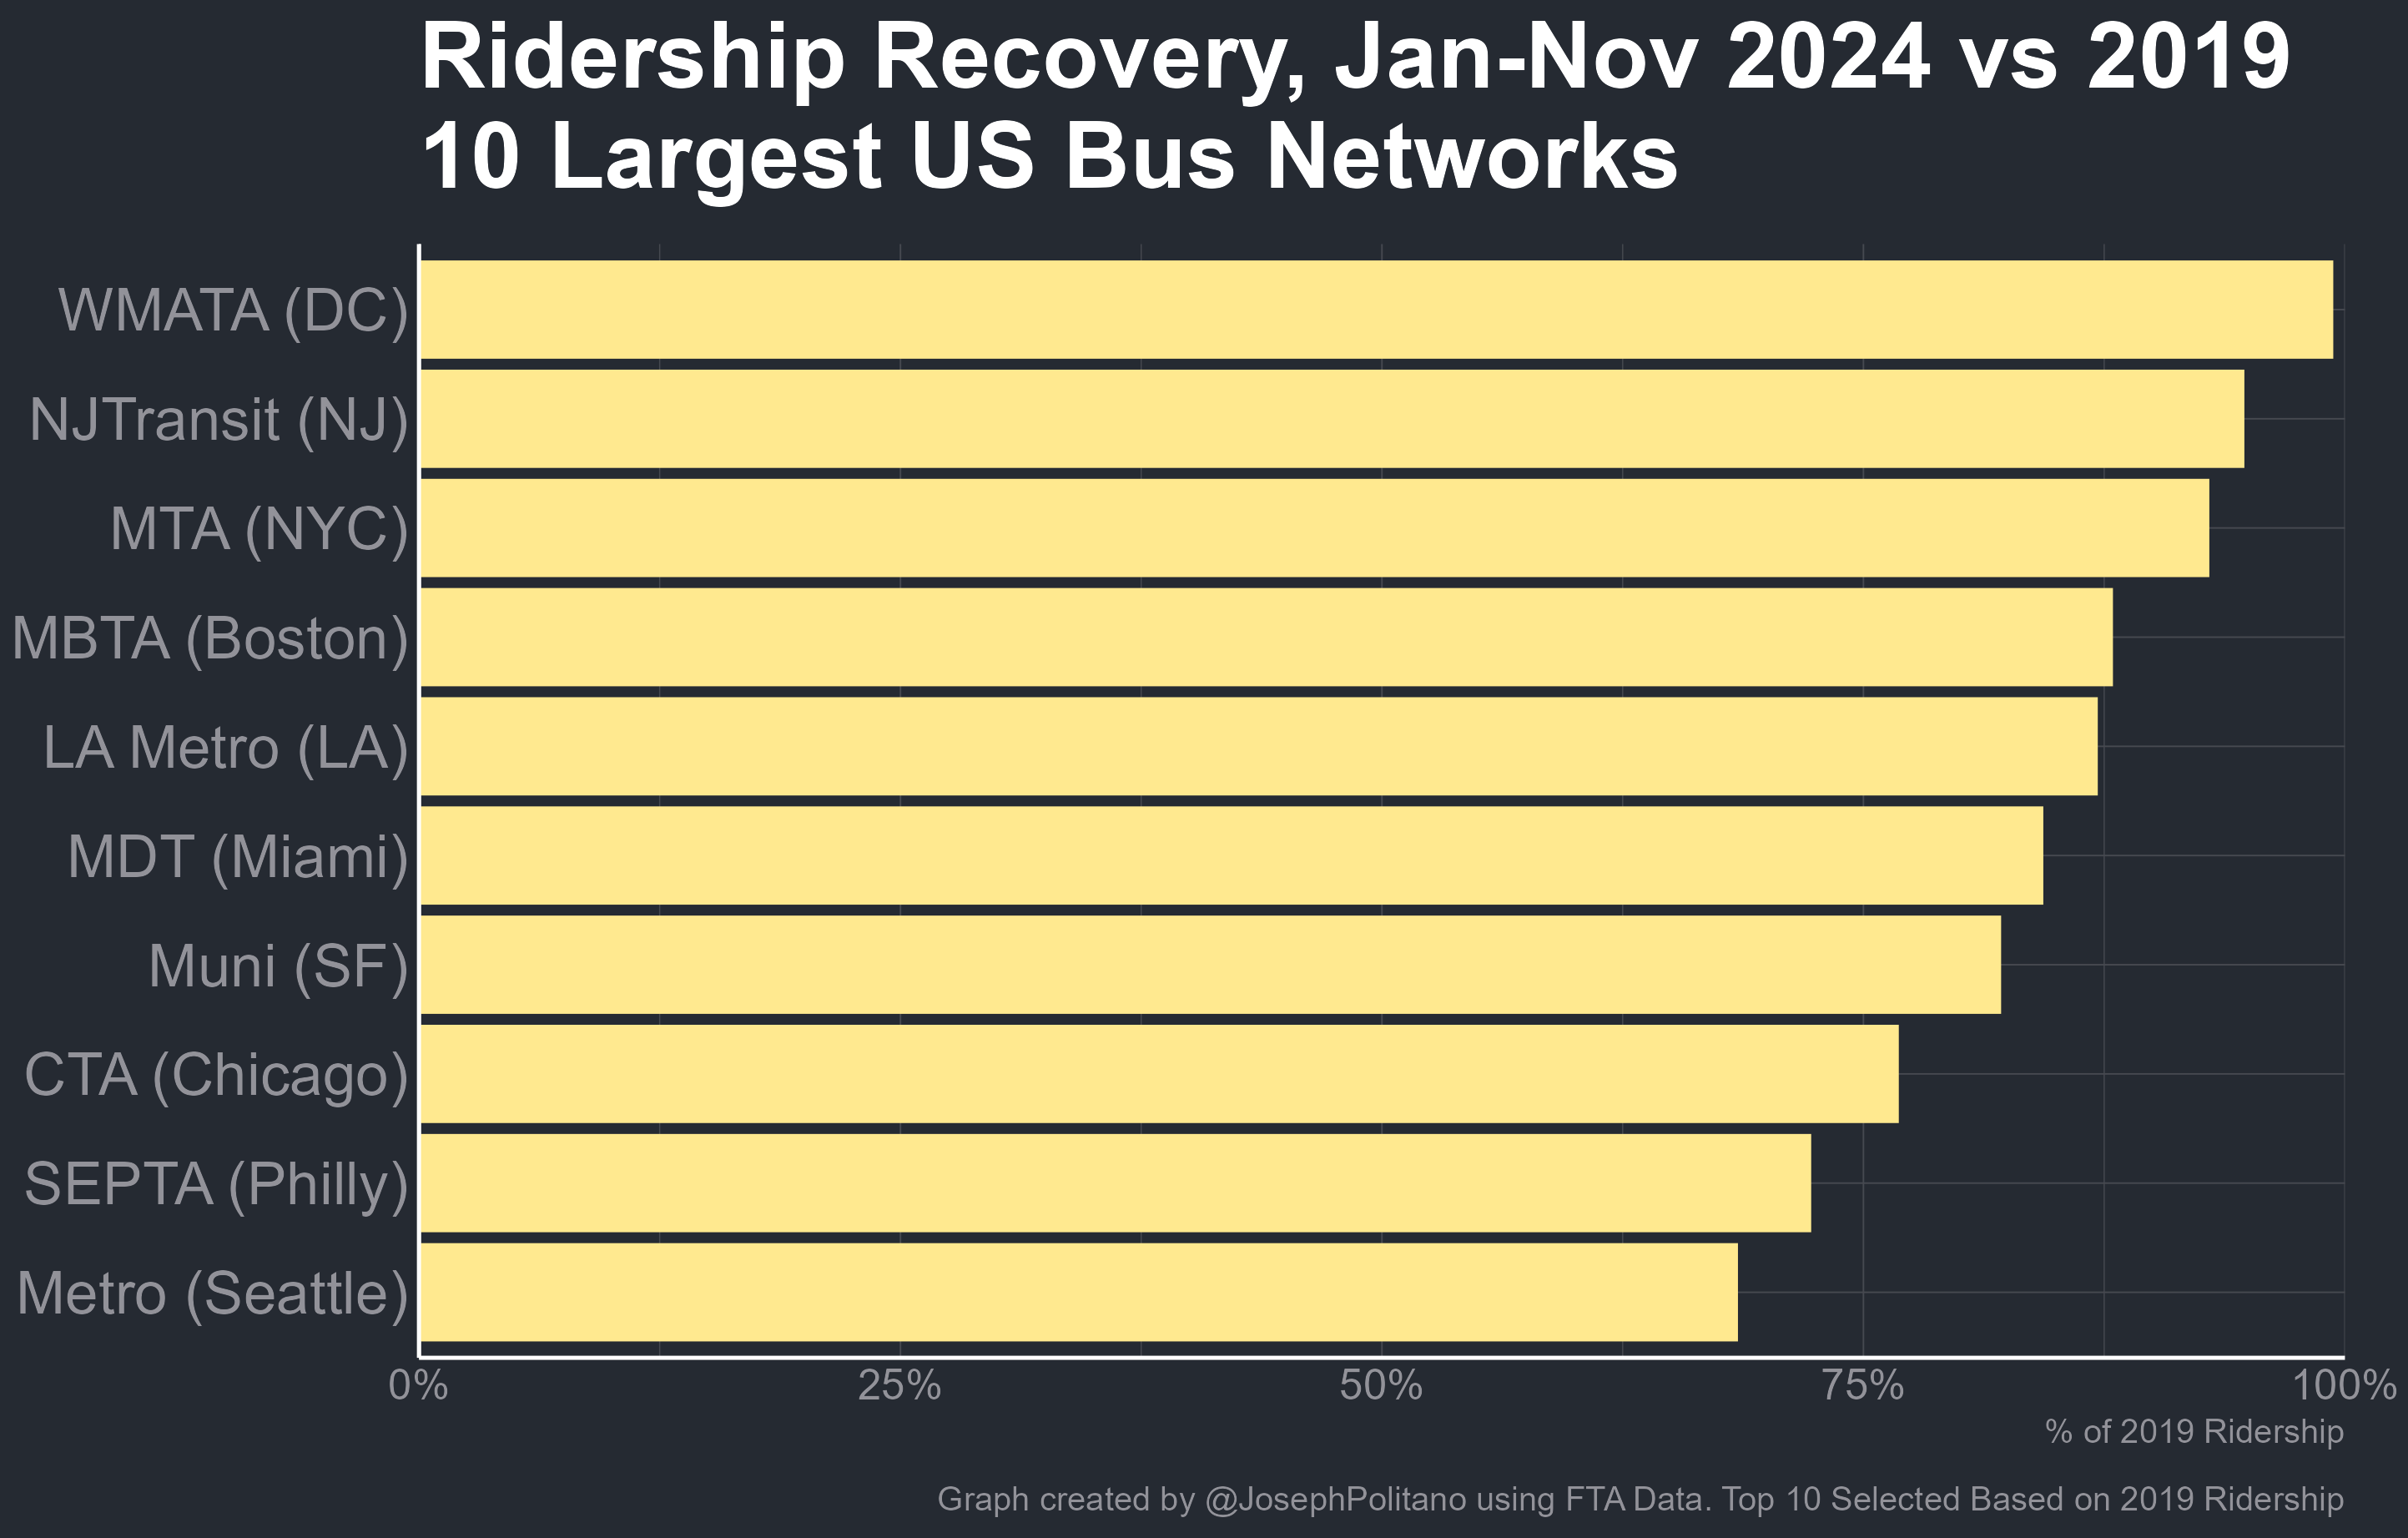 Ridership Recovery, Jan-Nov 2024 vs 2019
10 Largest US Bus Networks
WMATA (DC)
NJTransit (NJ)
MTA (NYC)
MBTA (Boston)
LA Metro (LA)
MDT (Miami)
Muni (SF)
CTA (Chicago)
SEPTA (Philly)
Metro (Seattle)
0% 25% 50% 75% 100%
% of 2019 Ridership
Graph created by @JosephPolitano using FTA Data. Top 10 Selected Based on 2019 Ridership